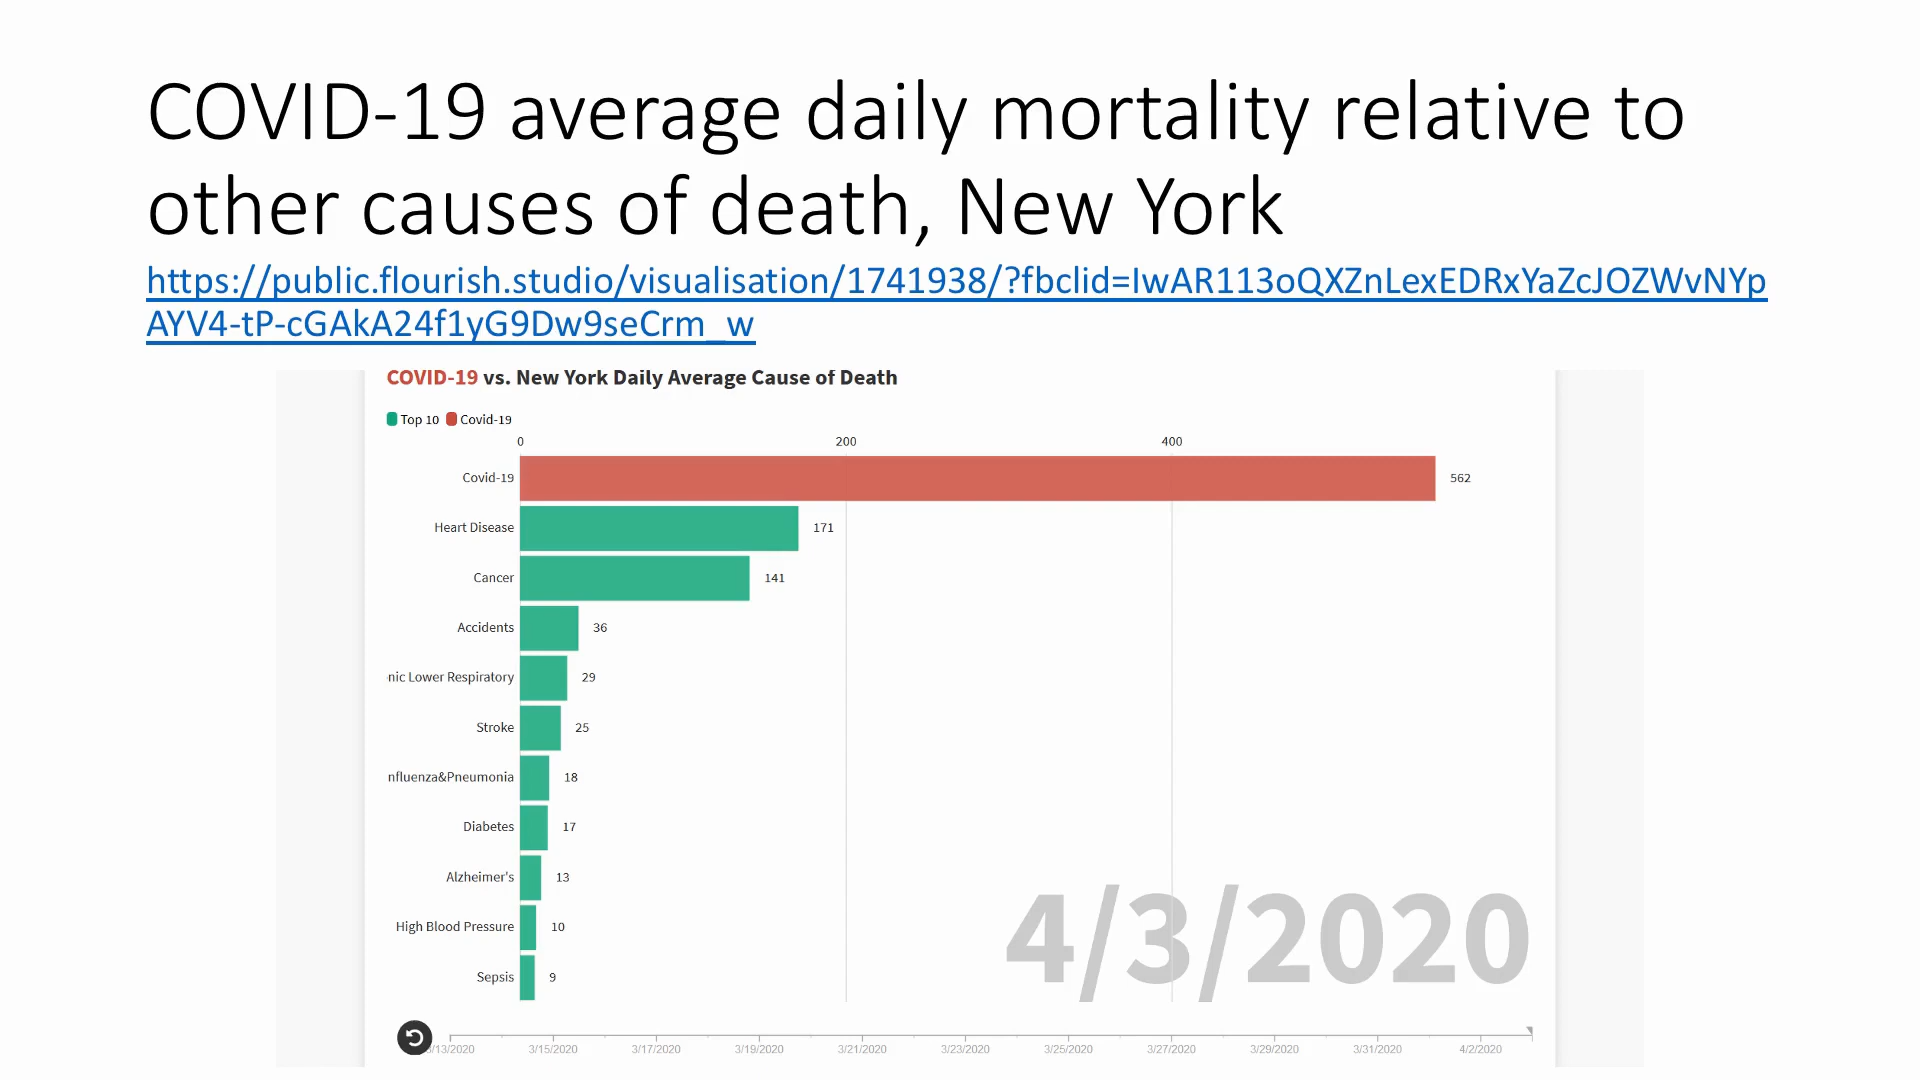 COVID-19 average daily mortality relative to
other causes of death, New York
https://public.flourish.studio/visualisation/1741938/?fbclid=IwAR113oQXZnLexEDRxYaZcJOZWvNYp
AYV4-tP-cGAkA24f1yG9Dw9seCrm_w
COVID-19 vs. New York Daily Average Cause of Death
Top 10 Covid-19
0 200 400
Covid-19 562
Heart Disease 171
Cancer 141
Accidents 36
nic Lower Respiratory 29
Stroke 25
nfluenza&Pneumonia 18
Diabetes 17
Alzheimer's 13
High Blood Pressure 10
Sepsis 9
4/3/2020
/13/2020 3/15/2020 3/17/2020 3/19/2020 3/21/2020 3/23/2020 3/25/2020 3/27/2020 3/29/2020 3/31/2020 4/2/2020